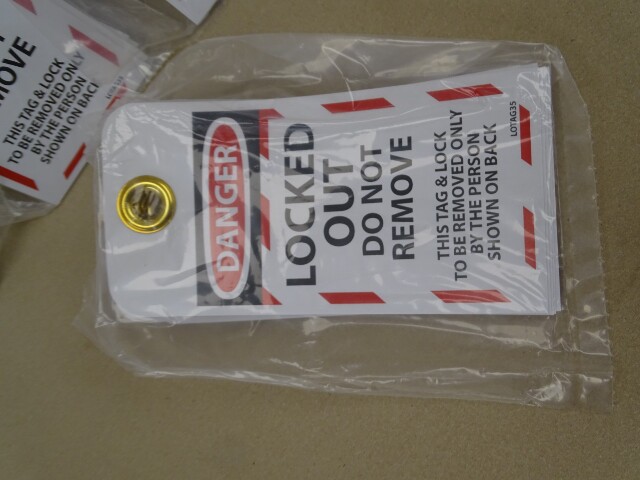 DANGER
LOCKED
OUT
DO NOT
REMOVE
THIS TAG & LOCK
TO BE REMOVED ONLY
BY THE PERSON
SHOWN ON BACK
LOTAG35
MOVE
THIS TAG & LOCK
TO BE REMOVED ONLY
BY THE PERSON
SHOWN ON BACK